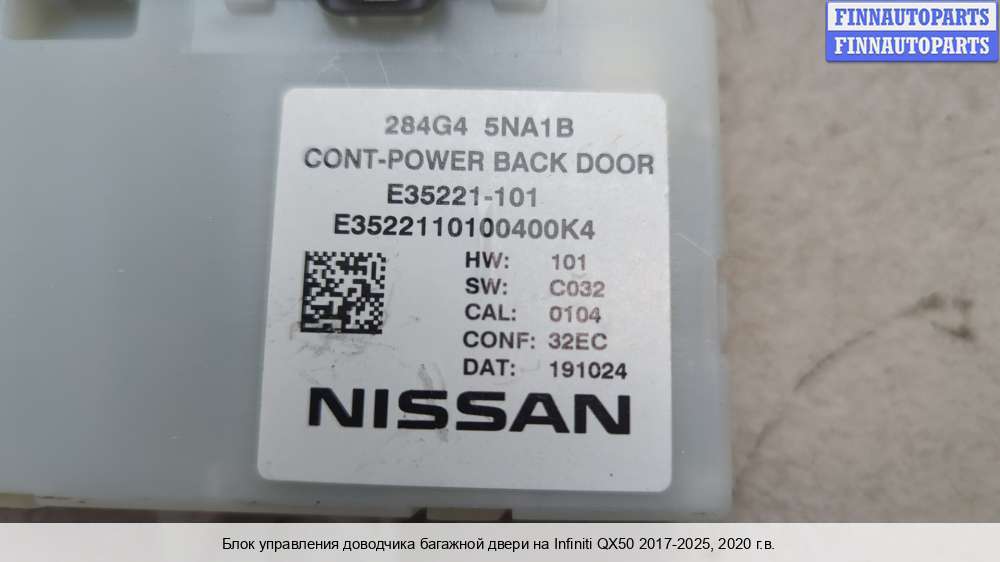 FINNAUTOPARTS
FINNAUTOPARTS
284G4 5NA1B
CONT-POWER BACK DOOR
E35221-101
E3522110100400K4
HW: 101
SW: C032
CAL: 0104
CONF: 32EC
DAT: 191024
NISSAN
Блок управления доводчика багажной двери на Infiniti QX50 2017-2025, 2020 г.в.